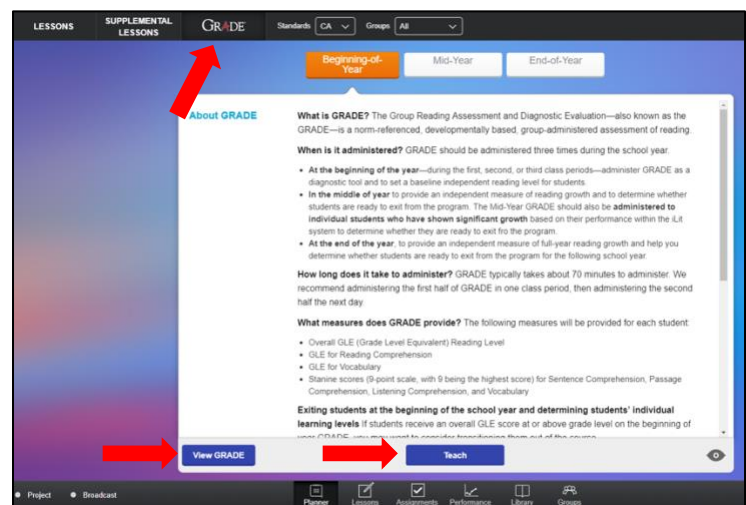 LESSONS
SUPPLEMENTAL
LESSONS
GRADE
Standards CA
Groups All
Beginning-of-
Year
Mid-Year
End-of-Year
About GRADE
What is GRADE? The Group Reading Assessment and Diagnostic Evaluation—also known as the
GRADE—is a norm-referenced, developmentally based, group-administered assessment of reading.
When is it administered? GRADE should be administered three times during the school year.
• At the beginning of the year—during the first, second, or third class periods—administer GRADE as a
diagnostic tool and to set a baseline independent reading level for students
• In the middle of year to provide an independent measure of reading growth and to determine whether
students are ready to exit from the program. The Mid-Year GRADE should also be administered to
individual students who have shown significant growth based on their performance within the iLit
system to determine whether they are ready to exit fro the program.
• At the end of the year, to provide an independent measure of full-year reading growth and help you
determine whether students are ready to exit from the program for the following school year.
How long does it take to administer? GRADE typically takes about 70 minutes to administer. We
recommend administering the first half of GRADE in one class period, then administering the second
half the next day.
What measures does GRADE provide? The following measures will be provided for each student:
• Overall GLE (Grade Level Equivalent) Reading Level
• GLE for Reading Comprehension
• GLE for Vocabulary
• Stanine scores (9-point scale, with 9 being the highest score) for Sentence Comprehension, Passage
Comprehension, Listening Comprehension, and Vocabulary
Exiting students at the beginning of the school year and determining students' individual
learning levels If students receive an overall GLE score at or above grade level on the beginning of
year GRADE, you may want to consider transitioning them out of the course.
View GRADE
Teach
• Project
• Broadcast
Planner
Lessons
Assignments
Performance
Library
Groups